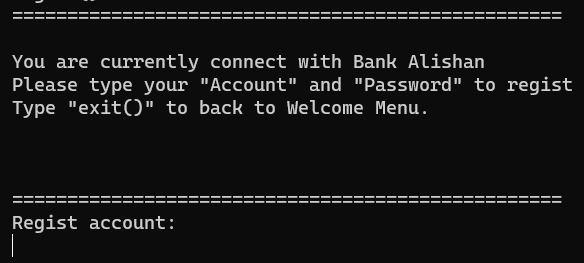 ==================================================
You are currently connect with Bank Alishan
Please type your "Account" and "Password" to regist
Type "exit()" to back to Welcome Menu.
==================================================
Regist account: